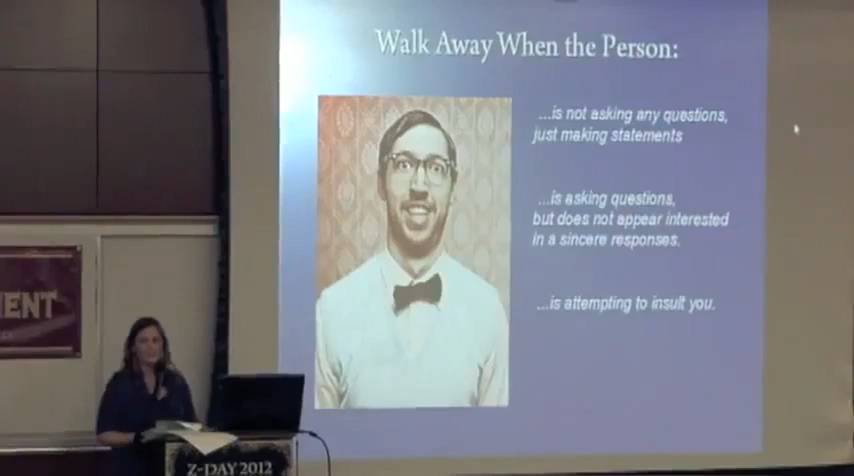 Walk Away When the Person:
...is not asking any questions,
just making statements
...is asking questions,
but does not appear interested
in a sincere responses.
...is attempting to insult you.
Z-DAY 2012